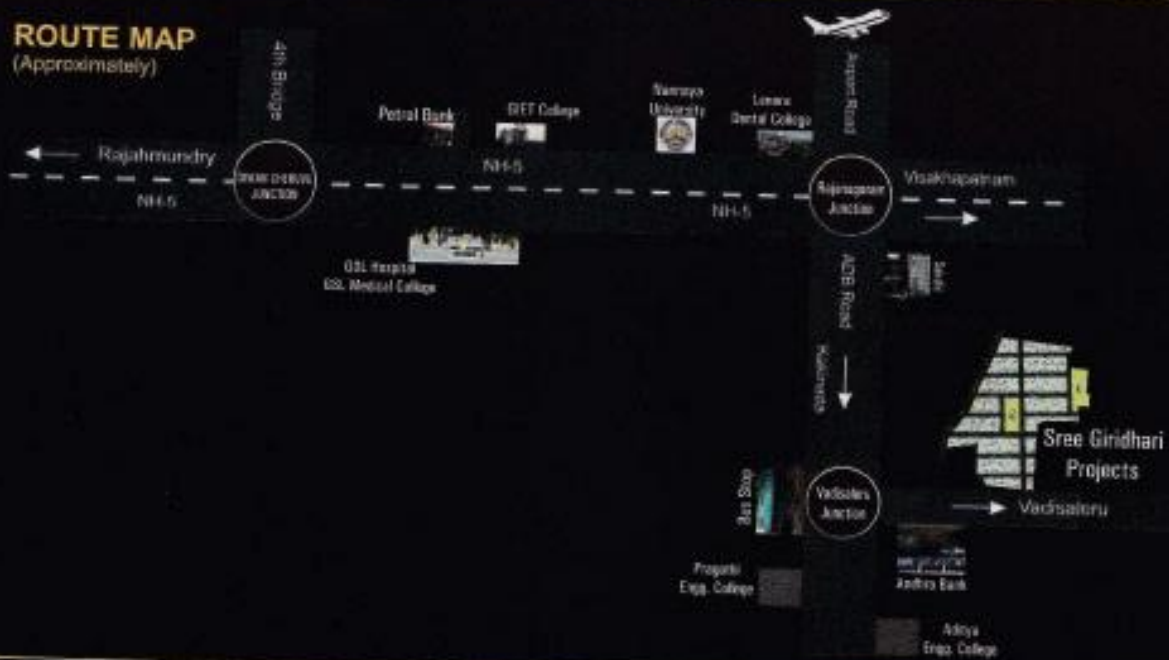 ROUTE MAP
(Approximately)
4th Bridge
Airport Road
Petrol Bunk
GIET College
Nannaya
University
Lenora
Dental College
Rajahmundry
NH-5
JUNCTION
NH-5
NH-5
Rajanagaram
Junction
Visakhapatnam
GSL Hospital
GSL Medical College
ADB Road
Kakinada
Sree Giridhari
Projects
Bus Stop
Vadisaleru
Junction
Vadisaleru
Pragathi
Engg. College
Andhra Bank
Aditya
Engg. College